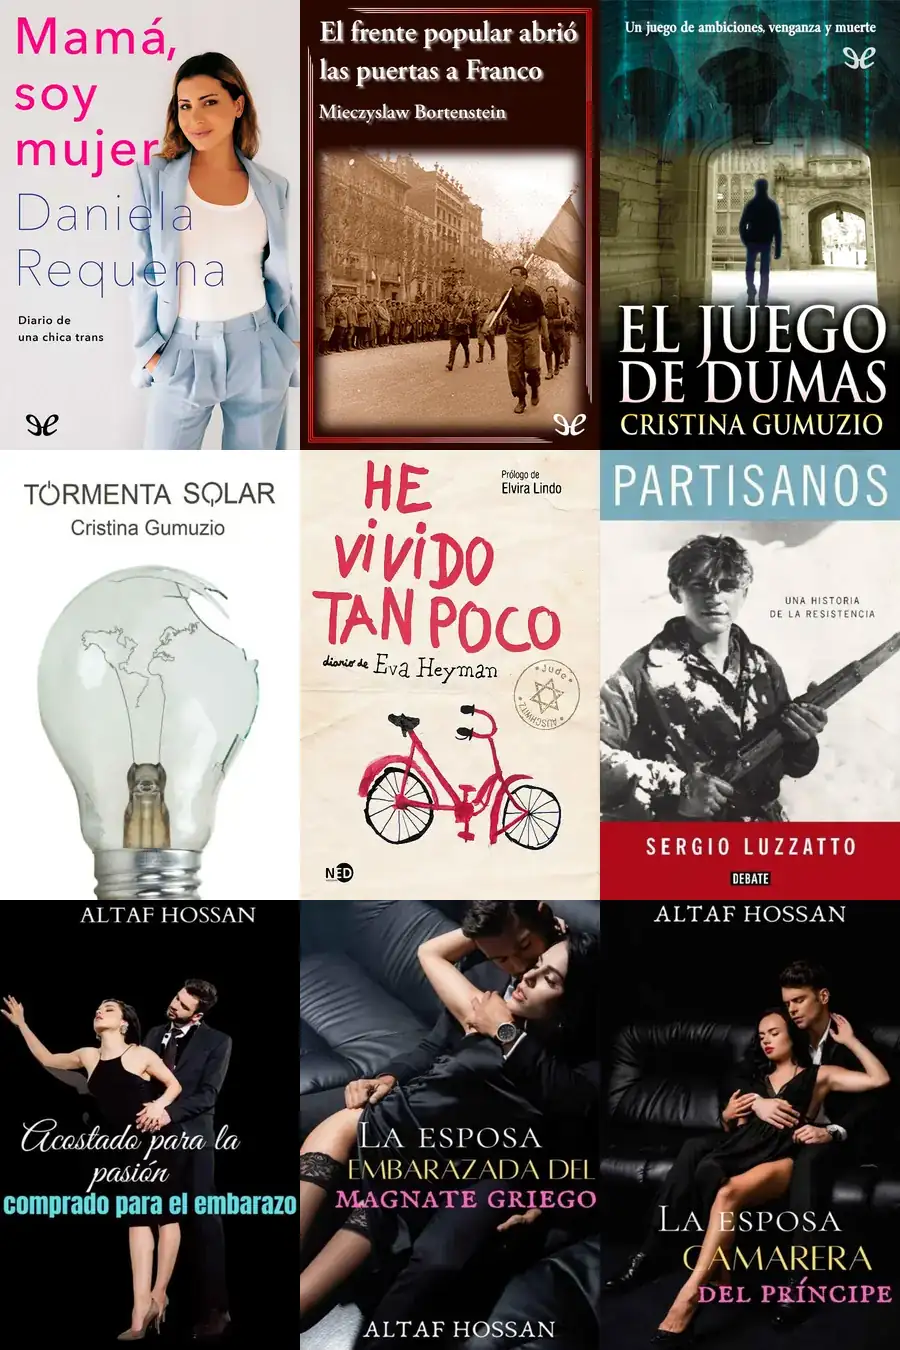 Mamá,
soy
mujer
Daniela
Requena
Diario de
una chica trans
El frente popular abrió
las puertas a Franco
Mieczyslaw Bortenstein
Un juego de ambiciones, venganza y muerte
EL JUEGO
DE DUMAS
CRISTINA GUMUZIO
TORMENTA SOLAR
Cristina Gumuzio
HE
ViViDO
TAN POCO
diario de Eva Heyman
Prólogo de
Elvira Lindo
Jude
AUSCHWITZ
NED
PARTISANOS
UNA HISTORIA
DE LA RESISTENCIA
SERGIO LUZZATTO
DEBATE
ALTAF HOSSAN
Acostado para la
pasión
comprado para el embarazo
LA ESPOSA
EMBARAZADA DEL
MAGNATE GRIEGO
ALTAF HOSSAN
ALTAF HOSSAN
LA ESPOSA
CAMARERA
DEL PRÍNCIPE